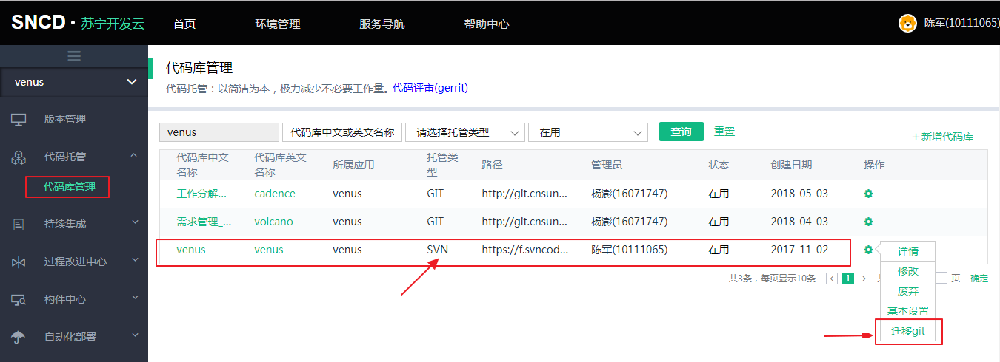 SNCD · 苏宁开发云 首页 环境管理 服务导航 帮助中心 陈军(10111065)
venus
版本管理
代码托管
代码库管理
持续集成
过程改进中心
构件中心
自动化部署
代码库管理
代码托管：以简洁为本，极力减少不必要工作量。代码评审(gerrit)
venus 代码库中文或英文名称 请选择托管类型 在用 查询 重置 +新增代码库
代码库中文名称 代码库英文名称 所属应用 托管类型 路径 管理员 状态 创建日期 操作
工作分解... cadence venus GIT http://git.cnsun... 杨澎(16071747) 在用 2018-05-03
需求管理_... volcano venus GIT http://git.cnsun... 杨澎(16071747) 在用 2018-04-03
venus venus venus SVN https://f.svncod... 陈军(10111065) 在用 2017-11-02
详情
修改
废弃
基本设置
迁移git
共3条，每页显示10条 < 1 > 页 确定